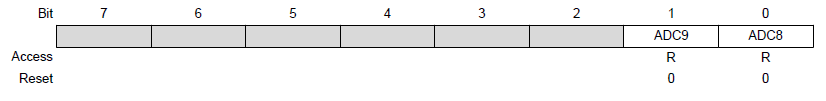 Bit 7 6 5 4 3 2 1 0
ADC9 ADC8
Access R R
Reset 0 0